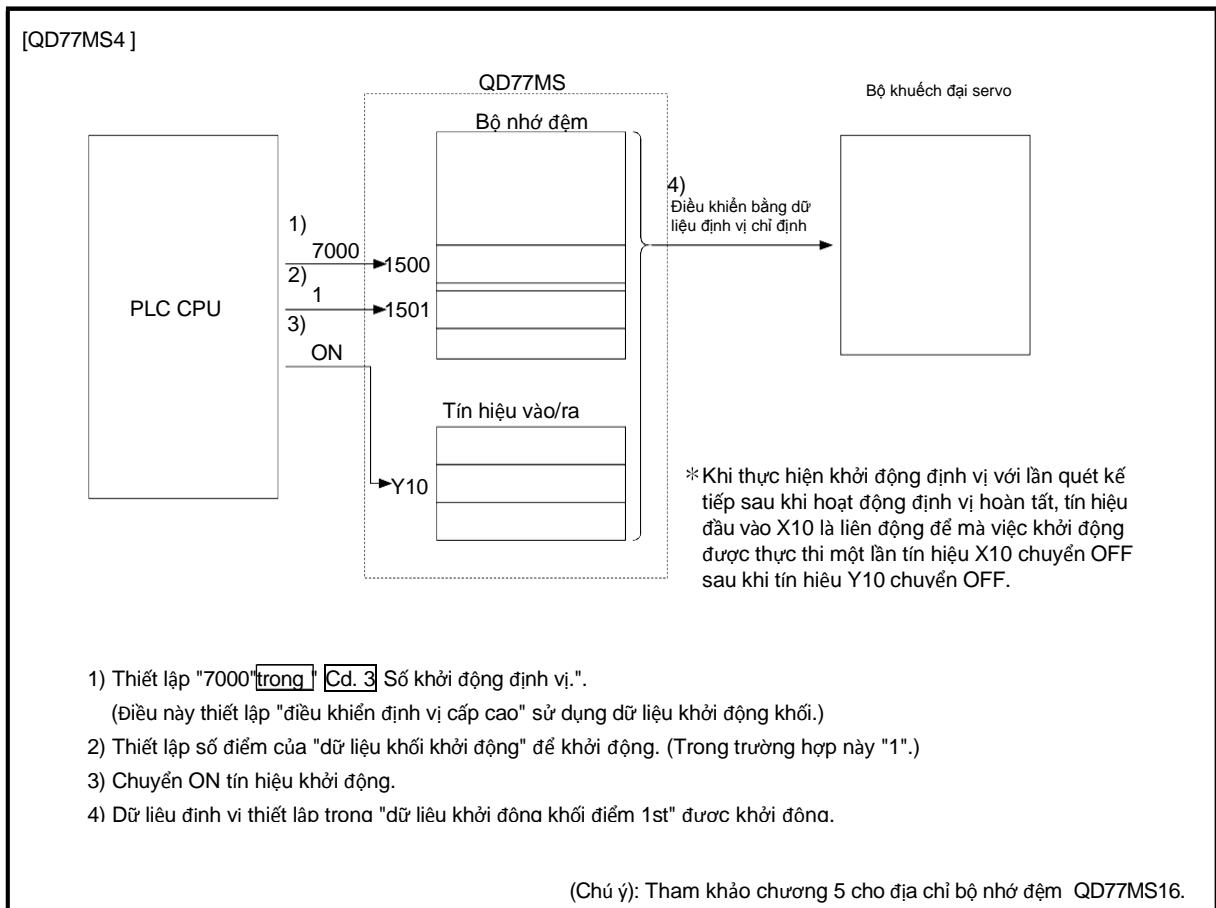 [QD77MS4 ]
QD77MS
Bộ khuếch đại servo
Bộ nhớ đệm
4)
Điều khiển bằng dữ
liệu định vị chỉ định
1)
7000
1500
2)
1
1501
PLC CPU
3)
ON
Tín hiệu vào/ra
Y10
＊Khi thực hiện khởi động định vị với lần quét kế
tiếp sau khi hoạt động định vị hoàn tất, tín hiệu
đầu vào X10 là liên động để mà việc khởi động
được thực thi một lần tín hiệu X10 chuyển OFF
sau khi tín hiêu Y10 chuyển OFF.
1) Thiết lập "7000"trong " Cd. 3 Số khởi động định vị.".
(Điều này thiết lập "điều khiển định vị cấp cao" sử dụng dữ liệu khởi động khối.)
2) Thiết lập số điểm của "dữ liệu khối khởi động" để khởi động. (Trong trường hợp này "1".)
3) Chuyển ON tín hiệu khởi động.
4) Dữ liệu định vị thiết lập trong "dữ liệu khởi động khối điểm 1st" được khởi động.
(Chú ý): Tham khảo chương 5 cho địa chỉ bộ nhớ đệm QD77MS16.